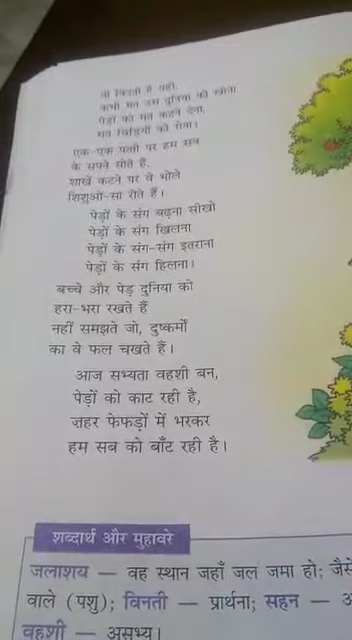 तो विनती है यही,
कभी मत उस दुनिया को खोना
पेड़ों को मत कटने देना,
मत चिड़ियों को रोना।
एक-एक पत्ती पर हम सब
के सपने सोते हैं,
शाखें कटने पर वे भोले
शिशुओं-सा रोते हैं।
पेड़ों के संग बढ़ना सीखो
पेड़ों के संग खिलना
पेड़ों के संग-संग इतराना
पेड़ों के संग हिलना।
बच्चे और पेड़ दुनिया को
हरा-भरा रखते हैं
नहीं समझते जो, दुष्कर्मों
का वे फल चखते हैं।
आज सभ्यता वहशी बन,
पेड़ों को काट रही है,
ज़हर फेफड़ों में भरकर
हम सब को बाँट रही है।
शब्दार्थ और मुहावरे
जलाशय — वह स्थान जहाँ जल जमा हो; जैसे
वाले (पशु); विनती — प्रार्थना; सहन —
वहशी — असभ्य।